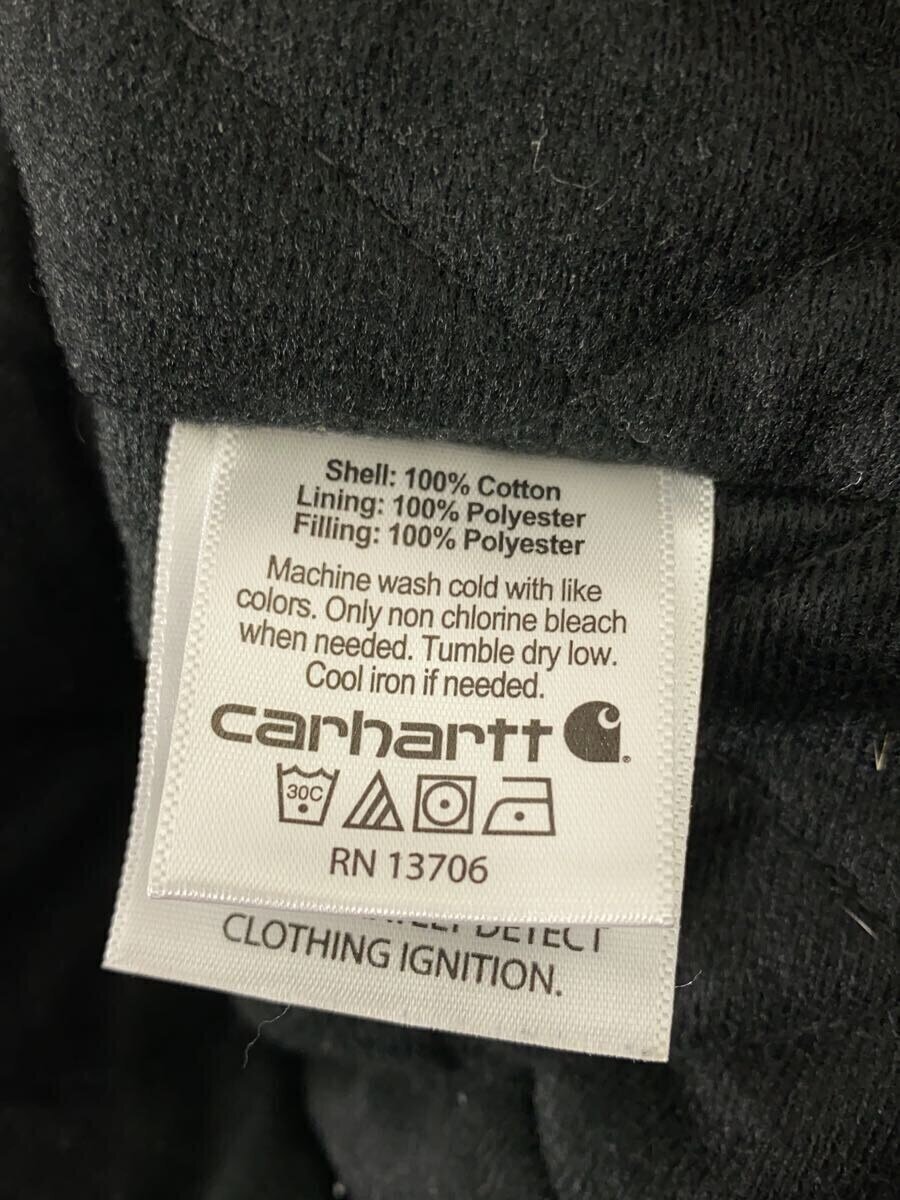 Shell: 100% Cotton
Lining: 100% Polyester
Filling: 100% Polyester
Machine wash cold with like
colors. Only non chlorine bleach
when needed. Tumble dry low.
Cool iron if needed.
carhartt
30C
RN 13706
DETECT
CLOTHING IGNITION.